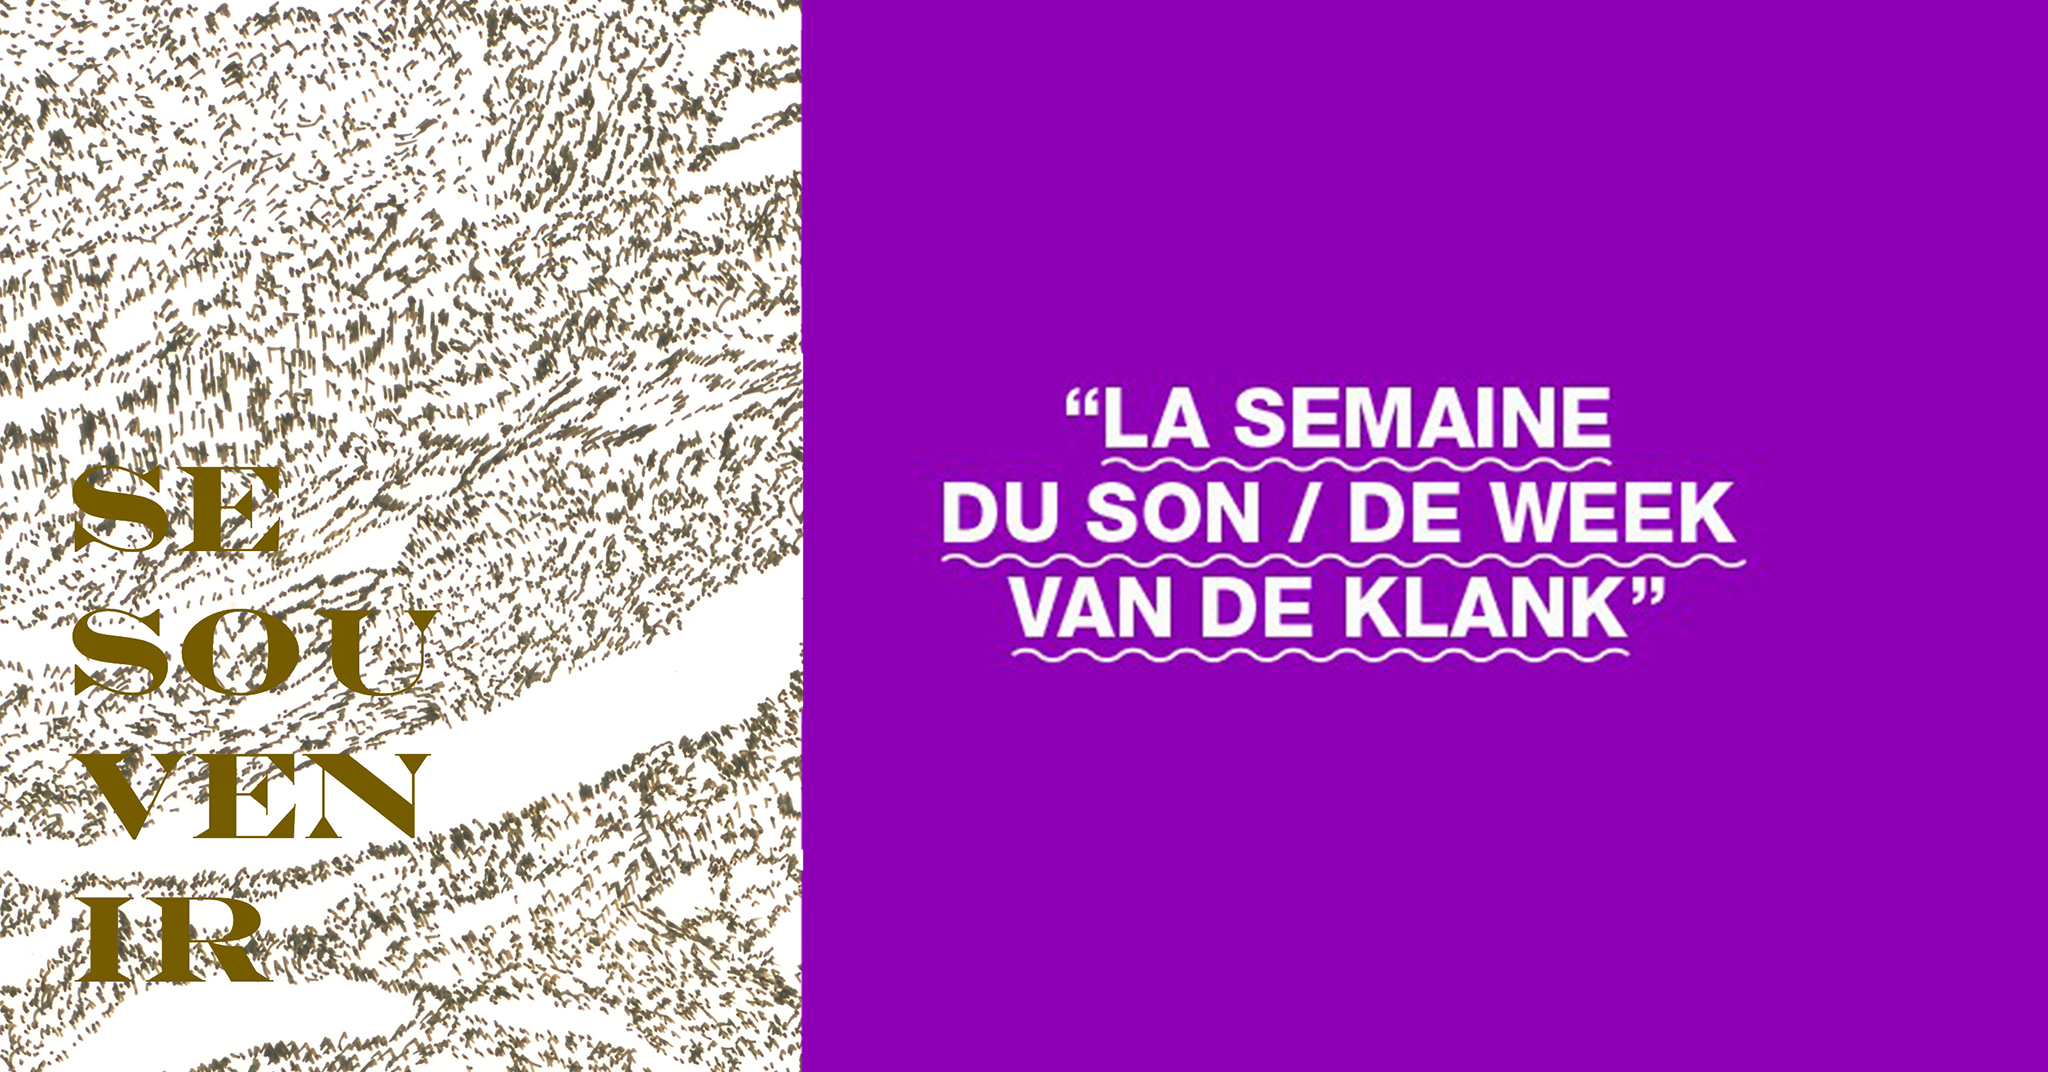 SE
SOU
VEN
IR
“LA SEMAINE
DU SON / DE WEEK
VAN DE KLANK”